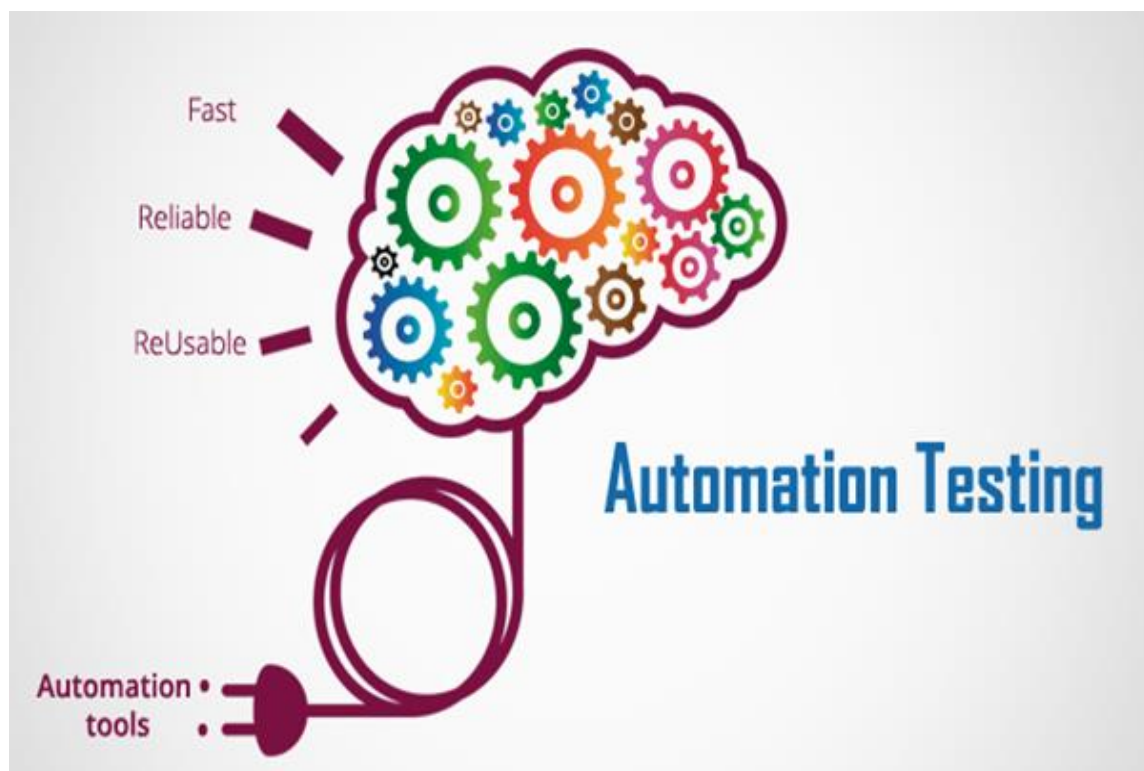 Fast
Reliable
ReUsable
Automation Testing
Automation
tools